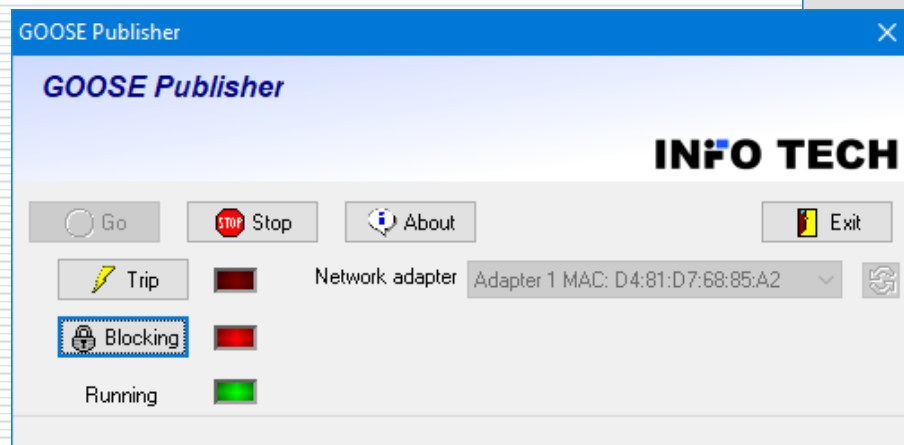 GOOSE Publisher
GOOSE Publisher
INFO TECH
Go
STOP
Stop
About
Exit
Trip
Network adapter
Adapter 1 MAC: D4:81:D7:68:85:A2
Blocking
Running